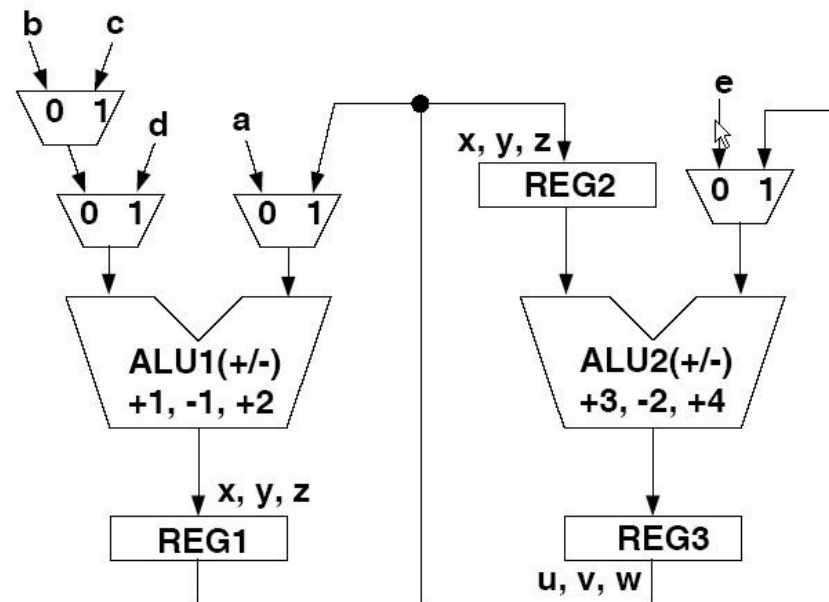 b c
0 1
d
0 1
a
0 1
x, y, z
REG2
e
0 1
ALU1(+/-)
+1, -1, +2
ALU2(+/-)
+3, -2, +4
x, y, z
REG1
REG3
u, v, w